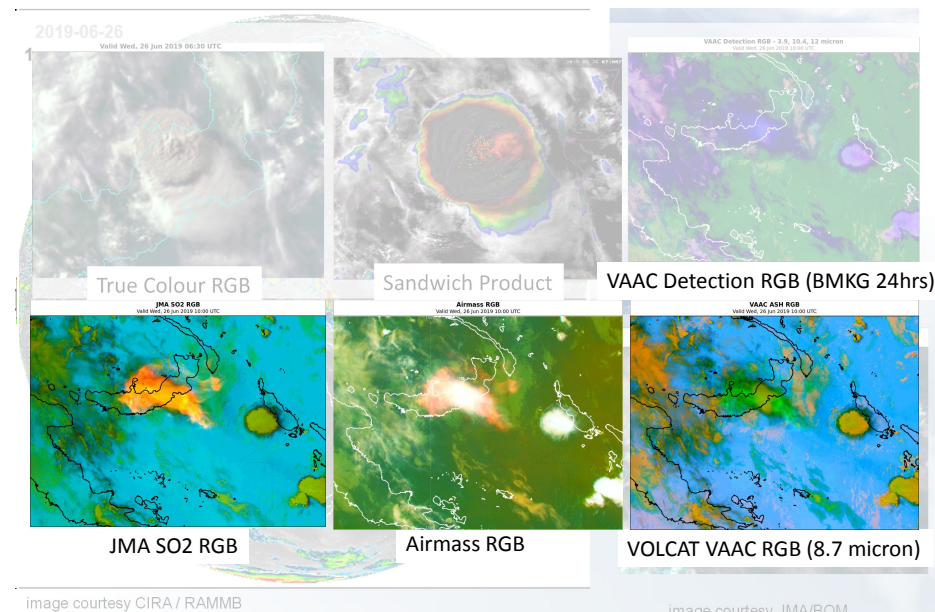 2019-06-26
1
Valid Wed, 26 Jun 2019 06:30 UTC
VAAC Detection RGB - 3.9, 10.4, 12 micron
Valid Wed, 26 Jun 2019 10:00 UTC
True Colour RGB
Sandwich Product
VAAC Detection RGB (BMKG 24hrs)
JMA SO2 RGB
Valid Wed, 26 Jun 2019 10:00 UTC
Airmass RGB
Valid Wed, 26 Jun 2019 10:00 UTC
VAAC ASH RGB
Valid Wed, 26 Jun 2019 10:00 UTC
JMA SO2 RGB
Airmass RGB
VOLCAT VAAC RGB (8.7 micron)
image courtesy CIRA / RAMMB
image courtesy JMA/BOM